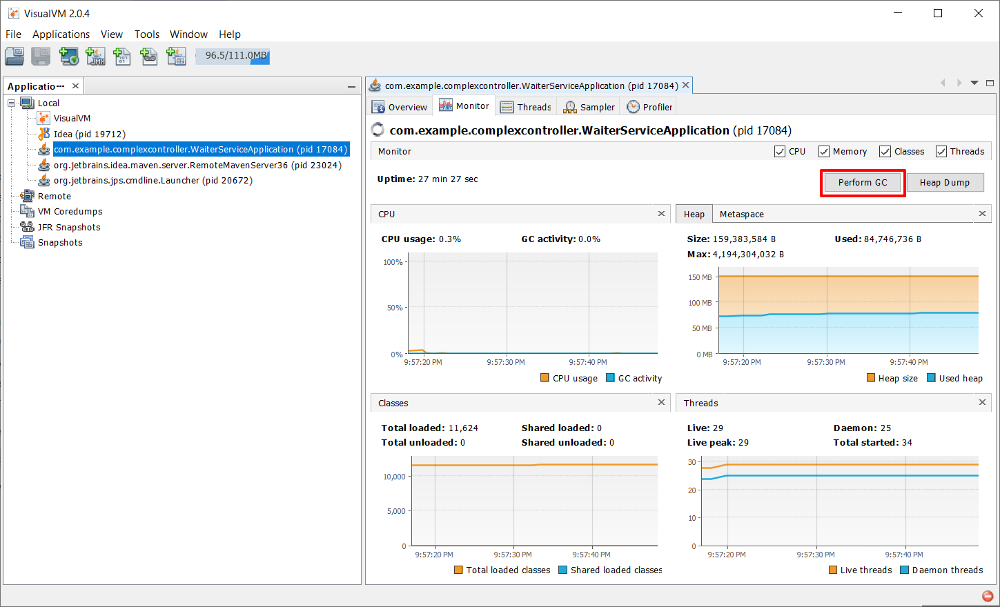 VisualVM 2.0.4
File Applications View Tools Window Help
96.5/111.0MB
Applicatio···
Local
VisualVM
Idea (pid 19712)
com.example.complexcontroller.WaiterServiceApplication (pid 17084)
org.jetbrains.idea.maven.server.RemoteMavenServer36 (pid 23024)
org.jetbrains.jps.cmdline.Launcher (pid 20672)
Remote
VM Coredumps
JFR Snapshots
Snapshots
com.example.complexcontroller.WaiterServiceApplication (pid 17084)
Overview Monitor Threads Sampler Profiler
com.example.complexcontroller.WaiterServiceApplication (pid 17084)
Monitor CPU Memory Classes Threads
Uptime: 27 min 27 sec
Perform GC Heap Dump
CPU
CPU usage: 0.3% GC activity: 0.0%
100%
50%
0%
9:57:20 PM 9:57:30 PM 9:57:40 PM
CPU usage GC activity
Heap Metaspace
Size: 159,383,584 B Used: 84,746,736 B
Max: 4,194,304,032 B
150 MB
100 MB
50 MB
0 MB
9:57:20 PM 9:57:30 PM 9:57:40 PM
Heap size Used heap
Classes
Total loaded: 11,624 Shared loaded: 0
Total unloaded: 0 Shared unloaded: 0
10,000
5,000
0
9:57:20 PM 9:57:30 PM 9:57:40 PM
Total loaded classes Shared loaded classes
Threads
Live: 29 Daemon: 25
Live peak: 29 Total started: 34
30
20
10
0
9:57:20 PM 9:57:30 PM 9:57:40 PM
Live threads Daemon threads